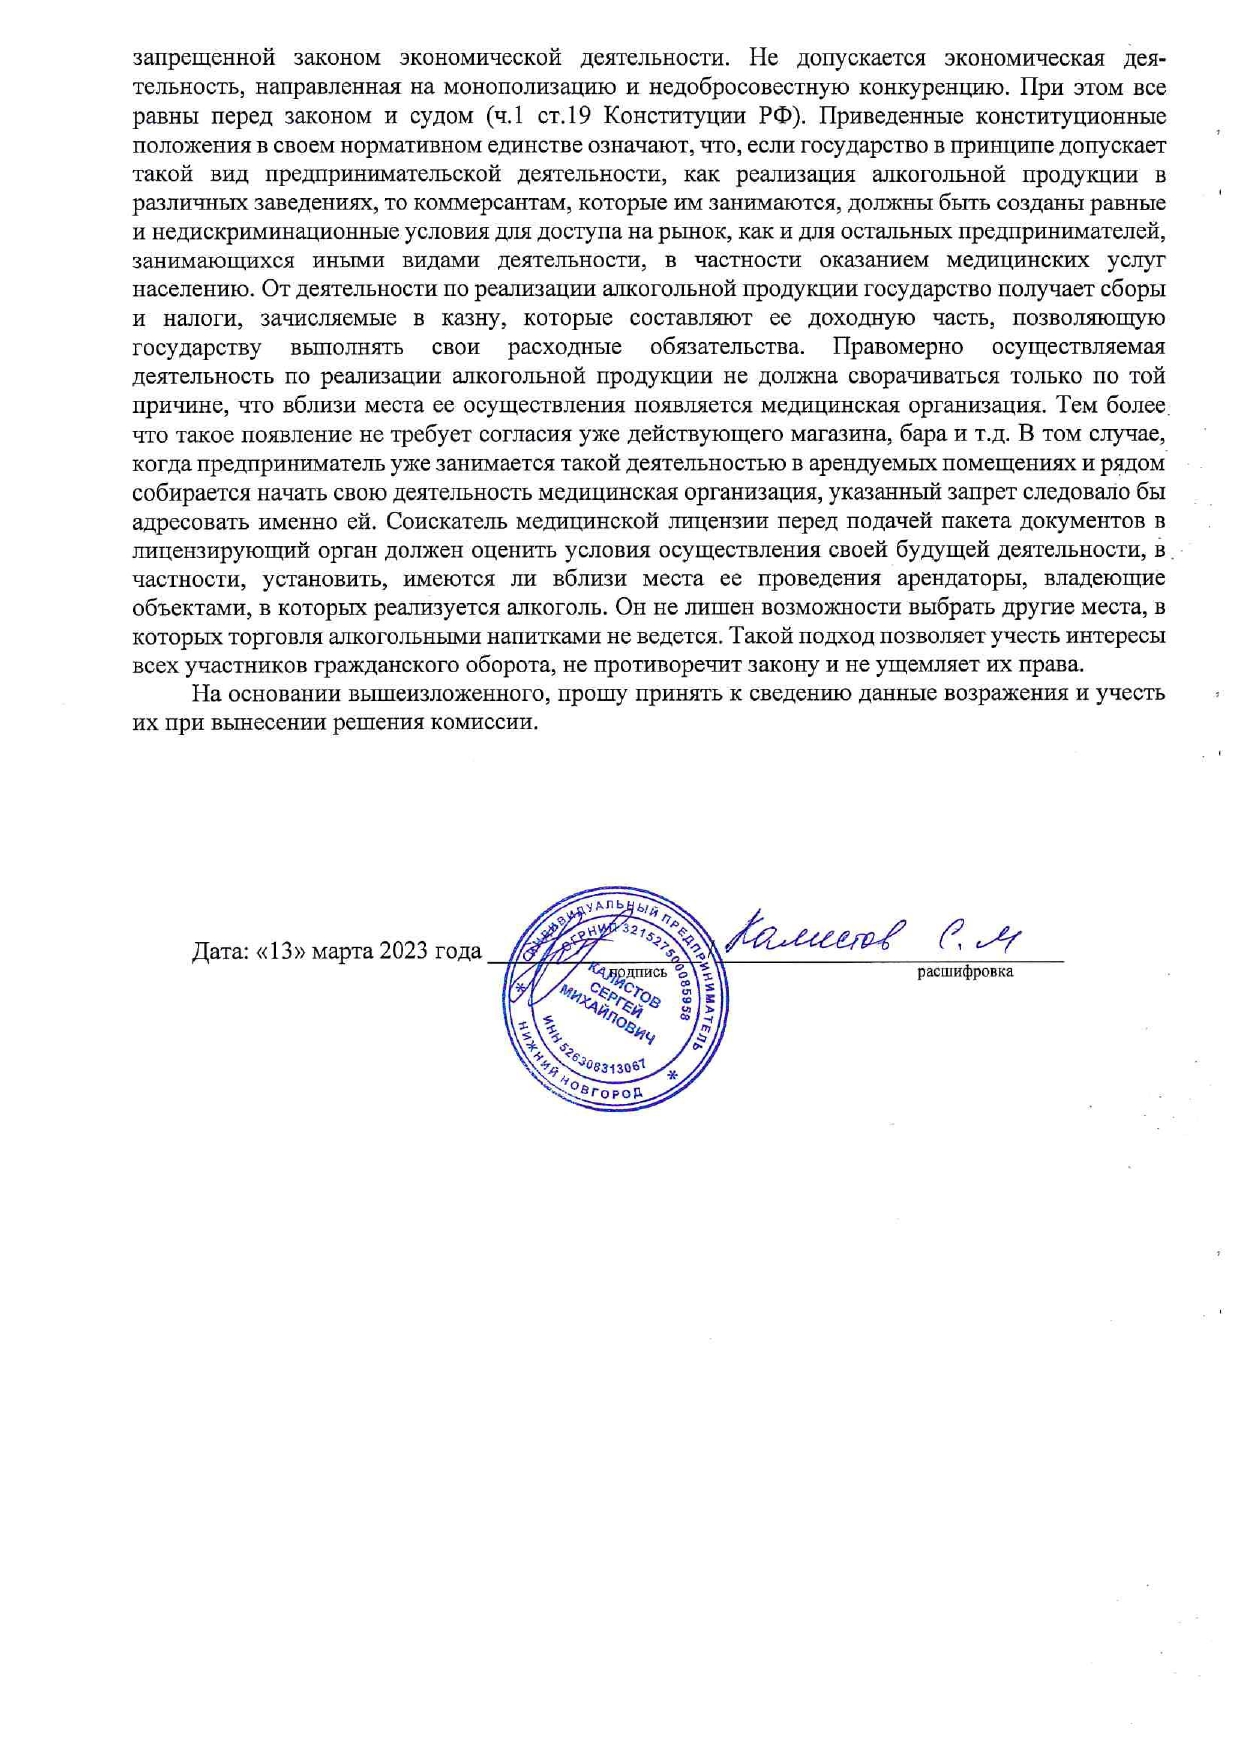 запрещенной законом экономической деятельности. Не допускается экономическая дея-
тельность, направленная на монополизацию и недобросовестную конкуренцию. При этом все
равны перед законом и судом (ч.1 ст.19 Конституции РФ). Приведенные конституционные
положения в своем нормативном единстве означают, что, если государство в принципе допускает
такой вид предпринимательской деятельности, как реализация алкогольной продукции в
различных заведениях, то коммерсантам, которые им занимаются, должны быть созданы равные
и недискриминационные условия для доступа на рынок, как и для остальных предпринимателей,
занимающихся иными видами деятельности, в частности оказанием медицинских услуг
населению. От деятельности по реализации алкогольной продукции государство получает сборы
и налоги, зачисляемые в казну, которые составляют ее доходную часть, позволяющую
государству выполнять свои расходные обязательства. Правомерно осуществляемая
деятельность по реализации алкогольной продукции не должна сворачиваться только по той
причине, что вблизи места ее осуществления появляется медицинская организация. Тем более
что такое появление не требует согласия уже действующего магазина, бара и т.д. В том случае,
когда предприниматель уже занимается такой деятельностью в арендуемых помещениях и рядом
собирается начать свою деятельность медицинская организация, указанный запрет следовало бы
адресовать именно ей. Соискатель медицинской лицензии перед подачей пакета документов в
лицензирующий орган должен оценить условия осуществления своей будущей деятельности, в
частности, установить, имеются ли вблизи места ее проведения арендаторы, владеющие
объектами, в которых реализуется алкоголь. Он не лишен возможности выбрать другие места, в
которых торговля алкогольными напитками не ведется. Такой подход позволяет учесть интересы
всех участников гражданского оборота, не противоречит закону и не ущемляет их права.
На основании вышеизложенного, прошу принять к сведению данные возражения и учесть
их при вынесении решения комиссии.
Дата: «13» марта 2023 года / Калистов С. М
подпись расшифровка
ИНДИВИДУАЛЬНЫЙ ПРЕДПРИНИМАТЕЛЬ
ОГРНИП 321527500085958
КАЛИСТОВ
СЕРГЕЙ
МИХАЙЛОВИЧ
ИНН 526308313067
НИЖНИЙ НОВГОРОД